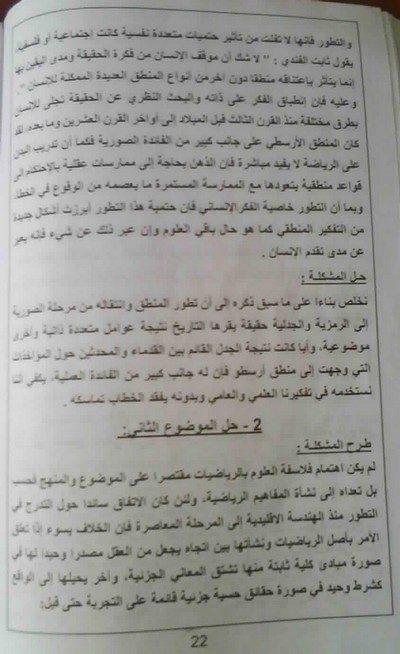 والتطور فإنها لا تفلت من تأثير حتميات متعددة نفسية كانت إجتماعية أو فلسفية،
يقول ثابت الفندي : " لا شك أن موقف الإنسان من فكرة الحقيقة ومدى اليقين بها
إنما يتأثر بإعتناقه منطقا دون آخر من أنواع المنطق العديدة الممكنة للإنسان ".
وعليه فإن إنطباق الفكر على ذاته والبحث النظري عن الحقيقة تجلى للإنسان
بطرق مختلفة منذ القرن الثالث قبل الميلاد إلى أواخر القرن العشرين وما بعده، لقد
كان المنطق الأرسطي على جانب كبير من الفائدة الصورية فكما أن تدريب البدن
على الرياضة لا يفيد مباشرة فإن الذهن بحاجة إلى ممارسات عقلية بالإحتكام إلى
قواعد منطقية يتعودها مع الممارسة المستمرة ما يعصمه من الوقوع في الخطأ،
وبما أن التطور خاصية الفكر الإنساني فإن حتمية هذا التطور أبرزت أشكال جديدة
من التفكير المنطقي كما هو حال باقي العلوم وإن عبر ذلك عن شيء فإنه يعبر
عن مدى تقدم الإنسان .
حل المشكلة :
نخلص بناءا على ما سبق ذكره إلى أن تطور المنطق وانتقاله من مرحلة الصورية
إلى الرمزية والجدلية حقيقة يقرها التاريخ نتيجة عوامل متعددة ذاتية وأخرى
موضوعية، وأيا كانت نتيجة الجدل القائم بين القدماء والمحدثين حول المؤاخذات
التي وجهت إلى منطق أرسطو فإن له جانب كبير من الفائدة العملية، يكفي أننا
نستخدمه في تفكيرنا العلمي والعامي وبدونه يفقد الخطاب تماسكه .
2 - حل الموضوع الثاني:
طرح المشكلة :
لم يكن اهتمام فلاسفة العلوم بالرياضيات مقتصرا على الموضوع والمنهج فحسب
بل تعداه إلى نشأة المفاهيم الرياضية، ولئن كان الاتفاق سائدا حول التدرج في
التطور منذ الهندسة الاقليدية إلى المرحلة المعاصرة فإن الخلاف يسوء إذا تعلق
الأمر بأصل الرياضيات ونشأتها بين اتجاه يجعل من العقل مصدرا وحيدا لها في
صورة مبادئ كلية ثابتة منها تشتق المعاني الجزئية، وآخر يحيلها إلى الواقع
كشرط وحيد في صورة حقائق حسية جزئية قائمة على التجربة حتى قيل:
22